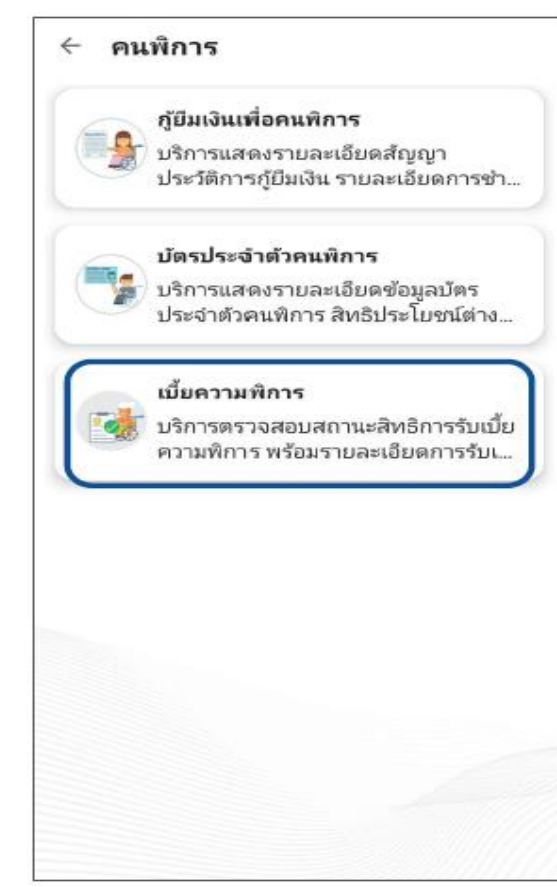 ← คนพิการ
กู้ยืมเงินเพื่อคนพิการ
บริการแสดงรายละเอียดสัญญา
ประวัติการกู้ยืมเงิน รายละเอียดการชำ...
บัตรประจำตัวคนพิการ
บริการแสดงรายละเอียดข้อมูลบัตร
ประจำตัวคนพิการ สิทธิประโยชน์ต่าง...
เบี้ยความพิการ
บริการตรวจสอบสถานะสิทธิการรับเบี้ย
ความพิการ พร้อมรายละเอียดการรับเ...